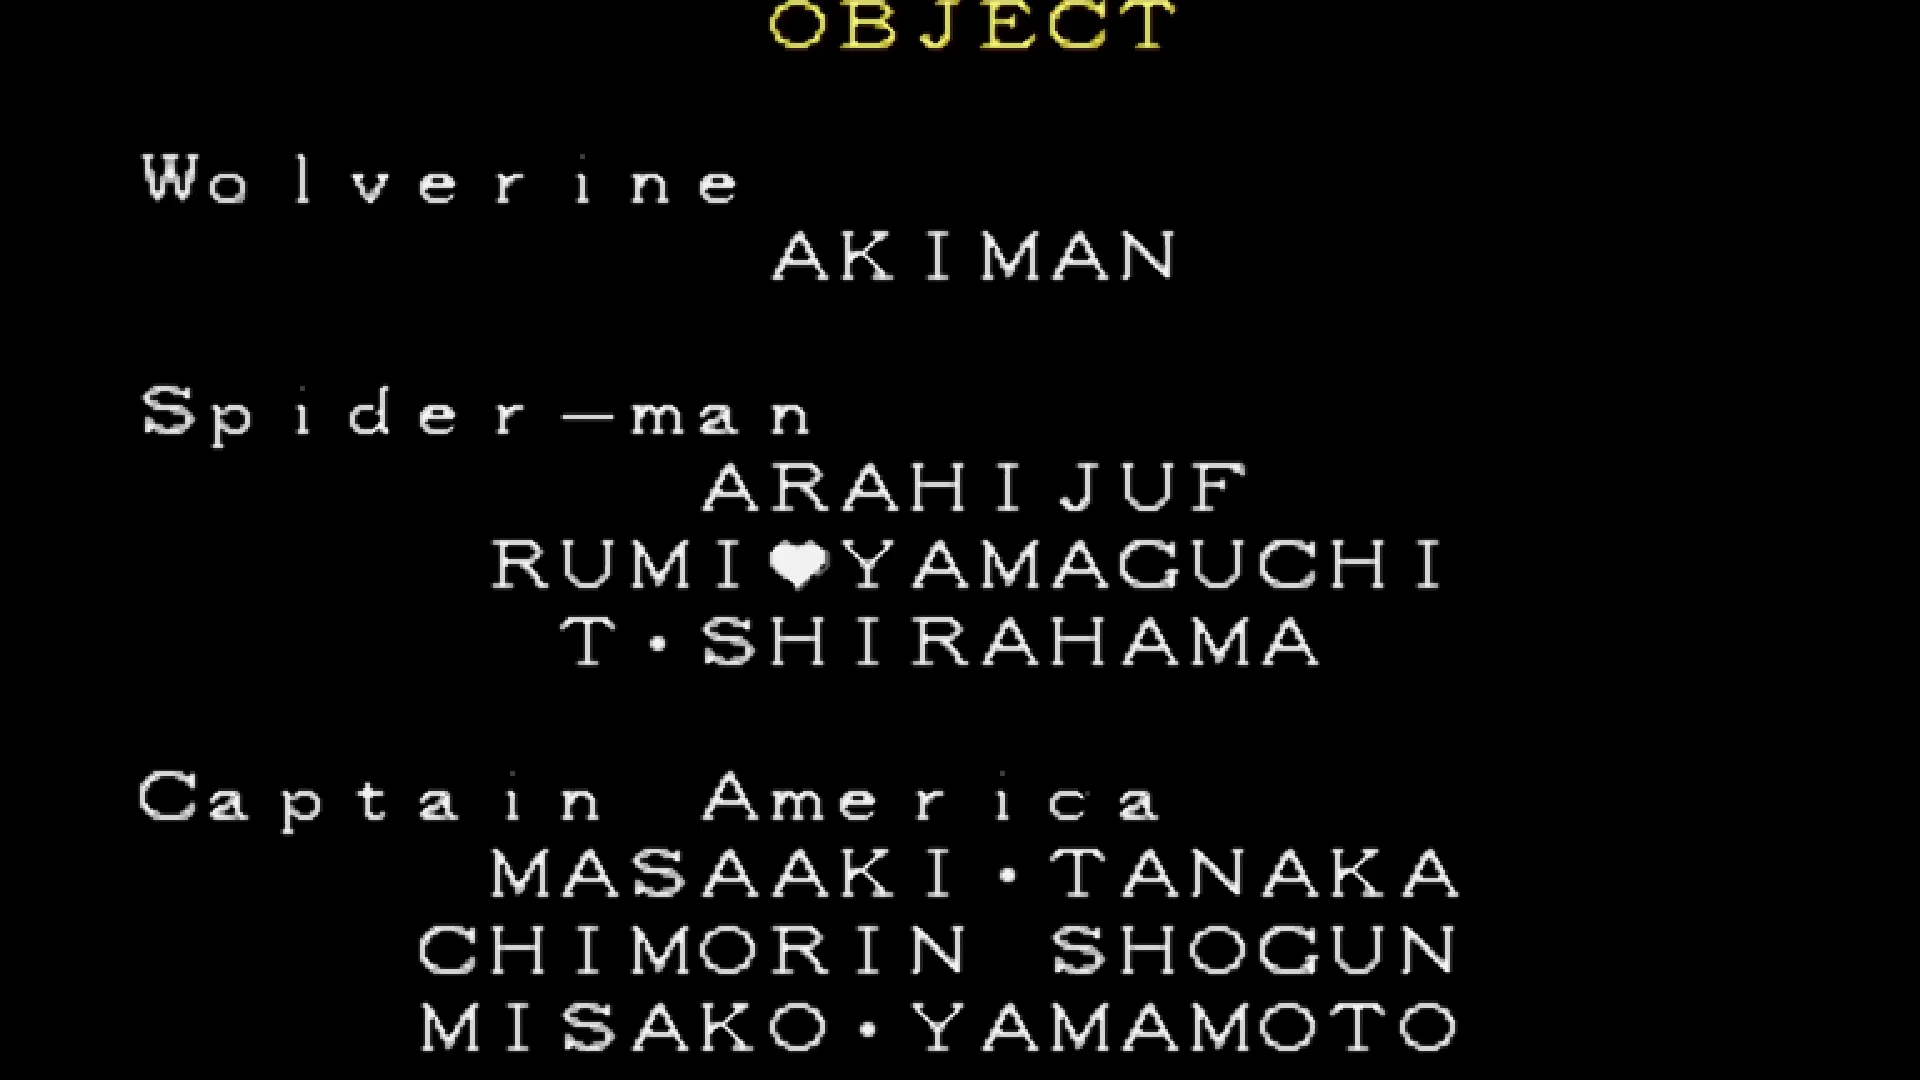 OBJECT
Wolverine
AKIMAN
Spider-man
ARAHIJUF
RUMI♥YAMAGUCHI
T・SHIRAHAMA
Captain America
MASAAKI・TANAKA
CHIMORIN SHOGUN
MISAKO・YAMAMOTO